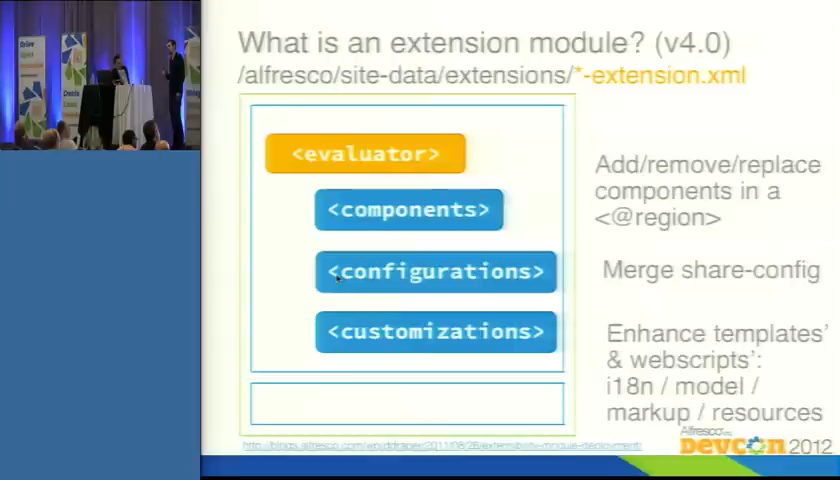 What is an extension module? (v4.0)
/alfresco/site-data/extensions/*-extension.xml
<evaluator>
<components>
<configurations>
<customizations>
Add/remove/replace
components in a
<@region>
Merge share-config
Enhance templates'
& webscripts':
i18n / model /
markup / resources
Alfresco
DEVCON 2012